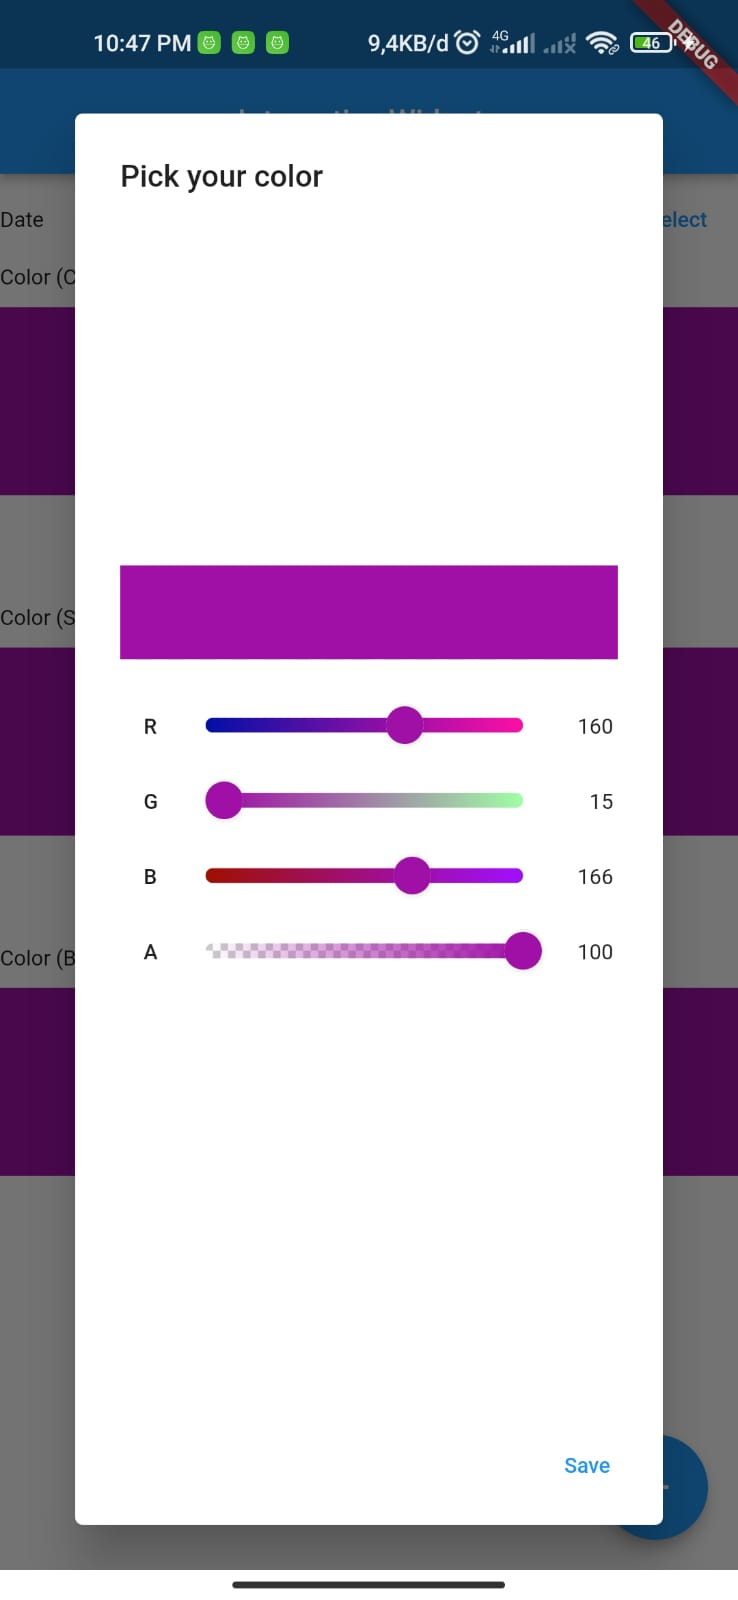 10:47 PM 9,4KB/d 4G 46
DEBUG
Pick your color
Date elect
Color (C
Color (S
R 160
G 15
B 166
Color (B
A 100
Save